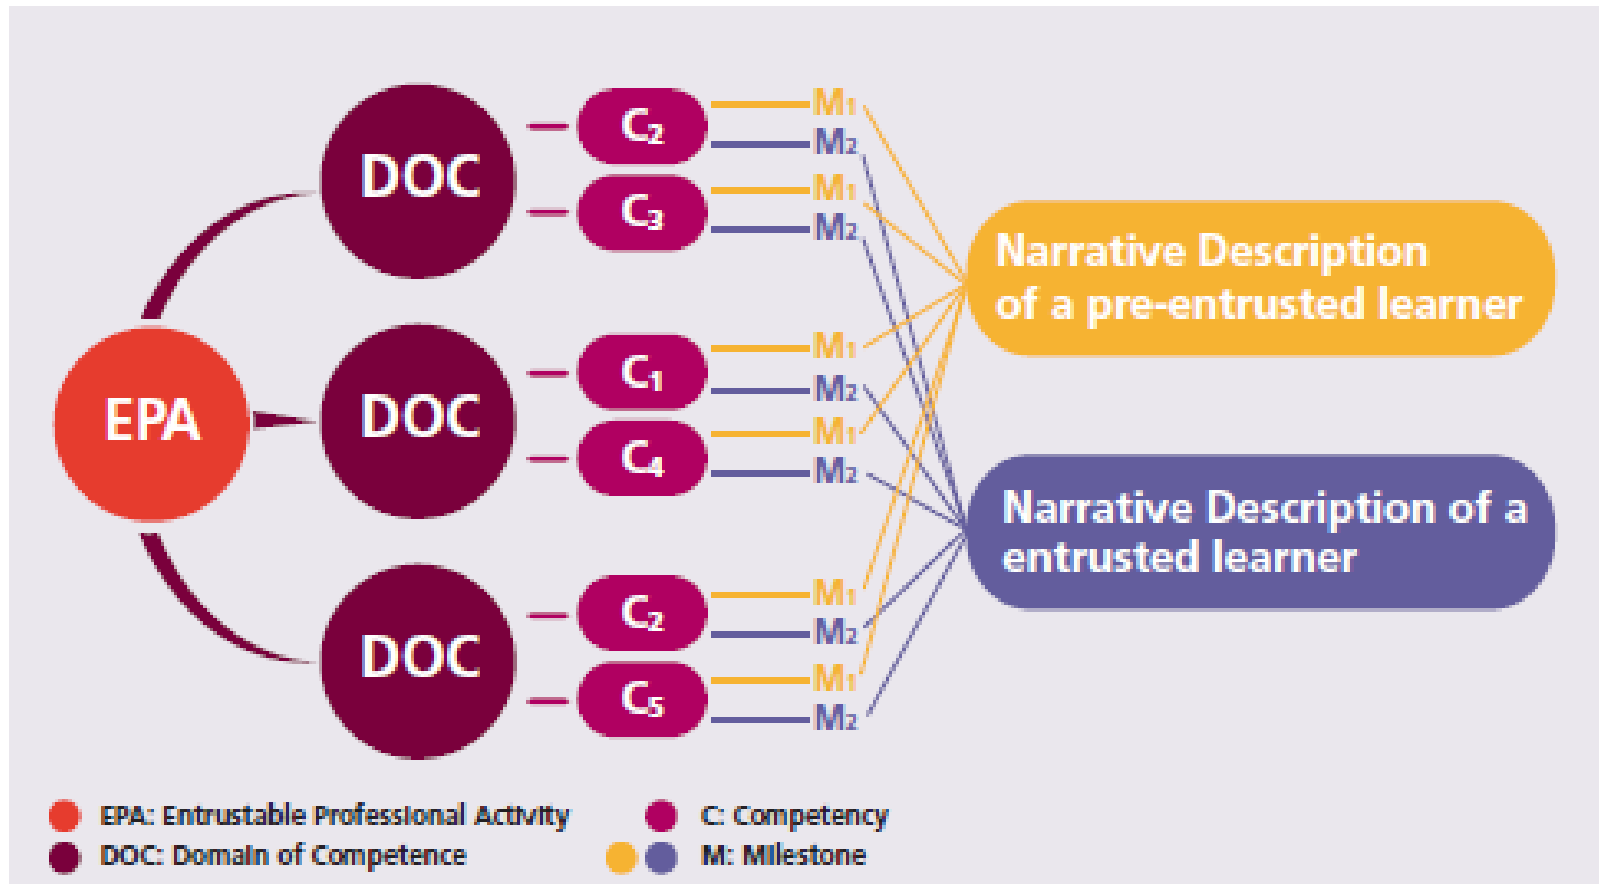 DOC
C2
M1
M2
C3
M1
M2
Narrative Description
of a pre-entrusted learner
EPA
DOC
C1
M1
M2
C4
M1
M2
Narrative Description of a
entrusted learner
DOC
C2
M1
M2
C5
M1
M2
EPA: Entrustable Professional Activity
DOC: Domain of Competence
C: Competency
M: Milestone